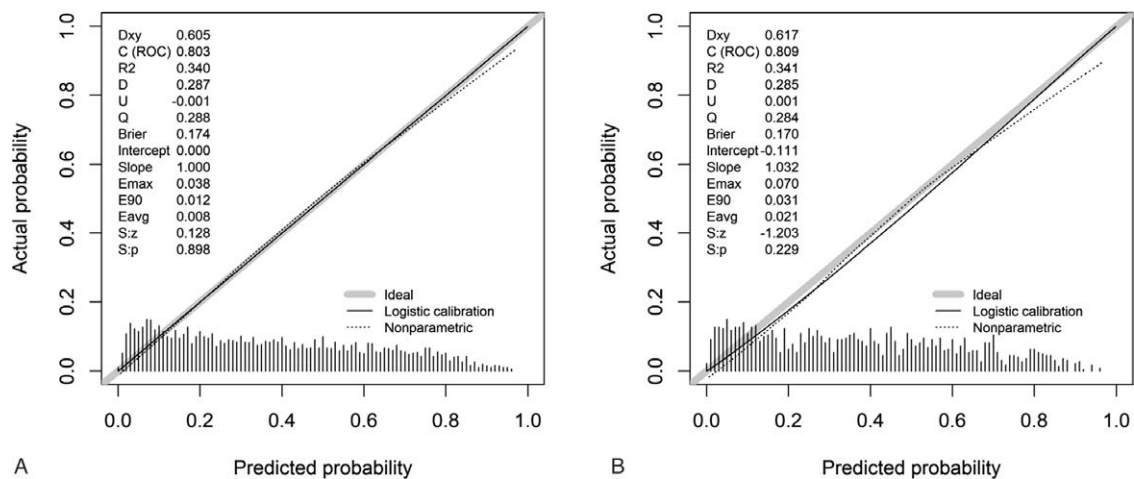 Dxy 0.605
C (ROC) 0.803
R2 0.340
D 0.287
U -0.001
Q 0.288
Brier 0.174
Intercept 0.000
Slope 1.000
Emax 0.038
E90 0.012
Eavg 0.008
S:z 0.128
S:p 0.898
Ideal
Logistic calibration
Nonparametric
1.0
0.8
0.6
0.4
0.2
0.0
Actual probability
0.0 0.2 0.4 0.6 0.8 1.0
Predicted probability
A
Dxy 0.617
C (ROC) 0.809
R2 0.341
D 0.285
U 0.001
Q 0.284
Brier 0.170
Intercept -0.111
Slope 1.032
Emax 0.070
E90 0.031
Eavg 0.021
S:z -1.203
S:p 0.229
Ideal
Logistic calibration
Nonparametric
1.0
0.8
0.6
0.4
0.2
0.0
Actual probability
0.0 0.2 0.4 0.6 0.8 1.0
Predicted probability
B